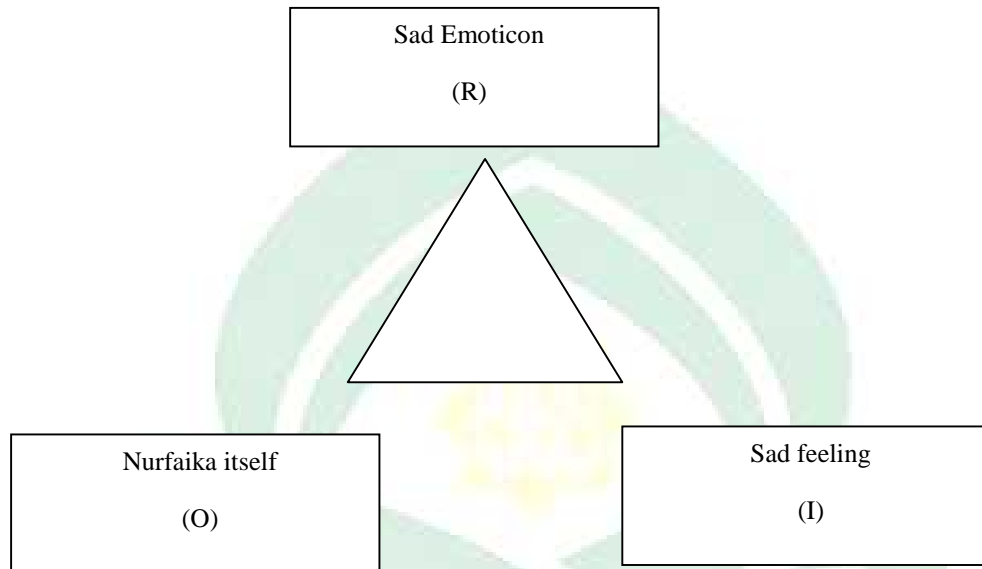 Sad Emoticon
(R)
Nurfaika itself
(O)
Sad feeling
(I)